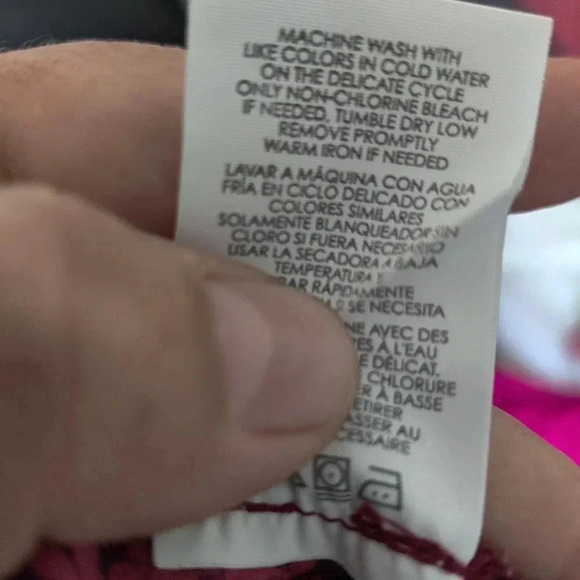 MACHINE WASH WITH
LIKE COLORS IN COLD WATER
ON THE DELICATE CYCLE
ONLY NON-CHLORINE BLEACH
IF NEEDED, TUMBLE DRY LOW
REMOVE PROMPTLY
WARM IRON IF NEEDED
LAVAR A MÁQUINA CON AGUA
FRÍA EN CICLO DELICADO CON
COLORES SIMILARES
SOLAMENTE BLANQUEADOR SIN
CLORO SI FUERA NECESARIO
USAR LA SECADORA A BAJA
TEMPERATURA Y
RÁPIDAMENTE
SI SE NECESITA
AVEC DES
À L'EAU
DÉLICAT,
CHLORURE
À BASSE
AU